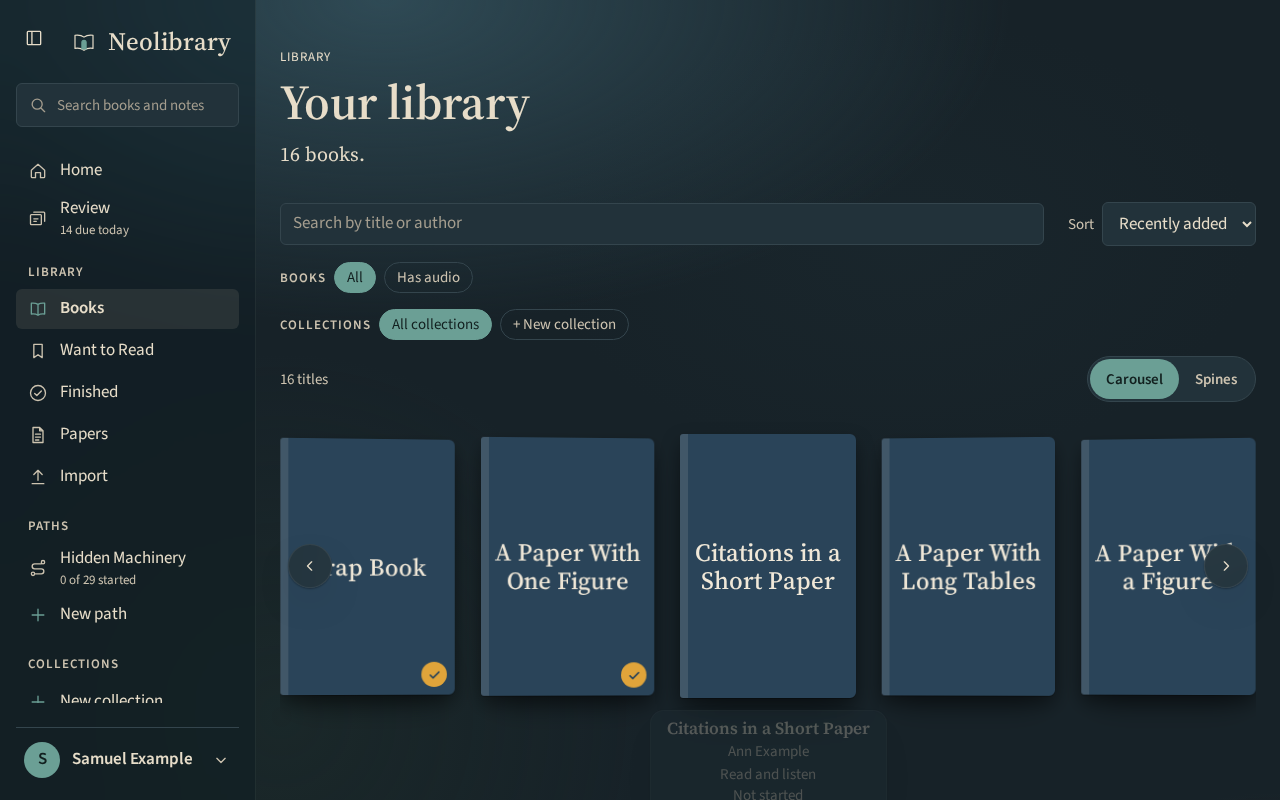 Neolibrary
Search books and notes
Home
Review
14 due today
LIBRARY
Books
Want to Read
Finished
Papers
Import
PATHS
Hidden Machinery
0 of 29 started
New path
COLLECTIONS
New collection
S
Samuel Example
LIBRARY
Your library
16 books.
Search by title or author
Sort
Recently added
BOOKS
All
Has audio
COLLECTIONS
All collections
+ New collection
16 titles
Carousel
Spines
Book
A Paper With
One Figure
Citations in a
Short Paper
A Paper With
Long Tables
A Paper
a Figure
Citations in a Short Paper
Ann Example
Read and listen
Not started